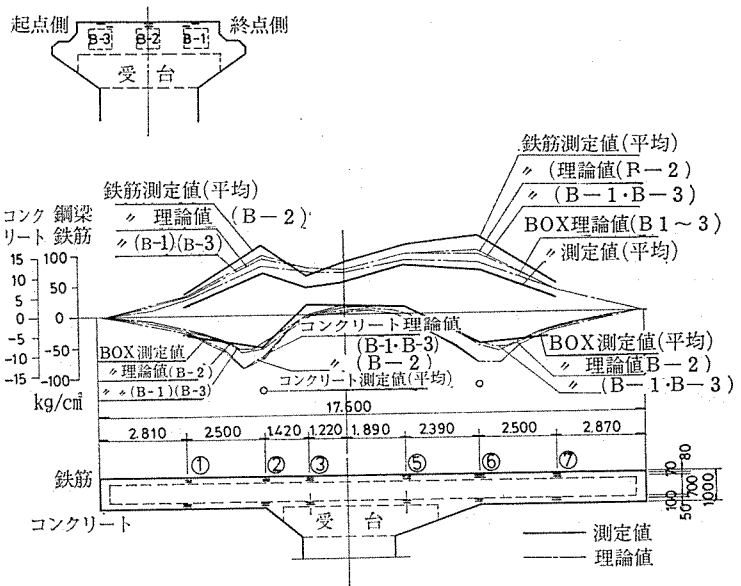 起点側
終点側
B-3 B-2 B-1
受台
鉄筋測定値(平均)
〃 (理論値(B-2)
〃 (B-1・B-3)
BOX理論値(B1~3)
〃測定値(平均)
鉄筋測定値(平均)
〃 理論値 (B-2)
〃(B-1)(B-3)
コンク 鋼梁
リート 鉄筋
15 100
10
5 50
0 0
-5
-10 -50
-15 -100
kg/c㎡
コンクリート理論値
(B-1・B-3)
〃 (B-2)
コンクリート測定値(平均)
BOX測定値
〃理論値(B-2)
〃 〃(B-1)(B-3)
BOX測定値(平均)
〃 理論値B-2)
〃 (B-1・B-3)
17.600
2.810 2.500 1.420 1.220 1.890 2.390 2.500 2.870
① ② ③ ⑤ ⑥ ⑦
鉄筋
コンクリート
受台
70 80
700 1000
100 50
測定値
理論値